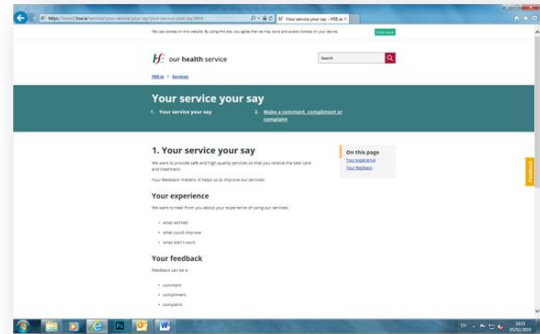 Your service your say - HSE.ie
We use cookies on this website. By using this site, you agree that we may store and access cookies on your device.
our health service
Search
HSE.ie > Services
Your service your say
1. Your service your say
2. Make a comment, compliment or
complaint
1. Your service your say
We want to provide safe and high quality services so that you receive the best care
and treatment.
Your feedback matters. It helps us to improve our services.
On this page
Your experience
Your feedback
Feedback
Your experience
We want to hear from you about your experience of using our services:
• what worked
• what could improve
• what didn't work
Your feedback
Feedback can be a
• comment
• compliment
• complaint